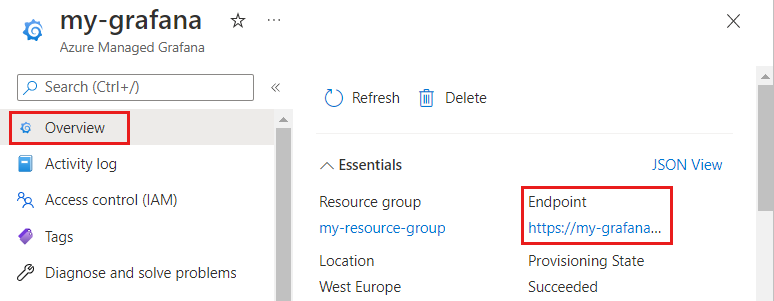 my-grafana
Azure Managed Grafana
Search (Ctrl+/)
Overview
Activity log
Access control (IAM)
Tags
Diagnose and solve problems
Refresh
Delete
Essentials
JSON View
Resource group
my-resource-group
Endpoint
https://my-grafana...
Location
West Europe
Provisioning State
Succeeded